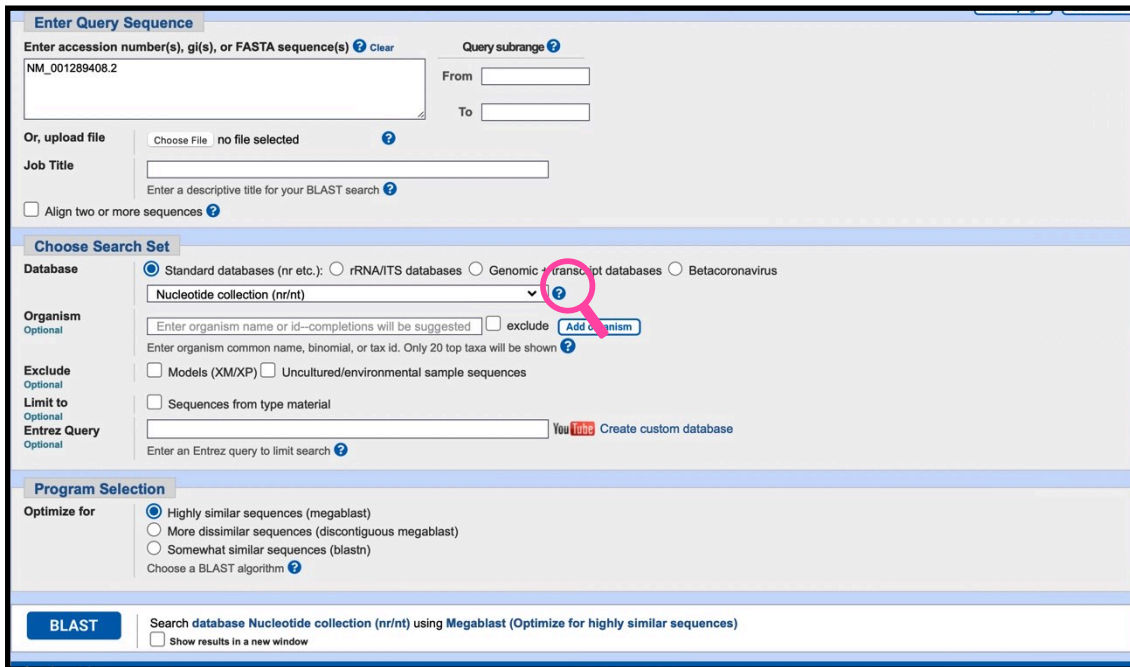 Enter Query Sequence
Enter accession number(s), gi(s), or FASTA sequence(s) ? Clear
Query subrange ?
NM_001289408.2
From
To
Or, upload file
Choose File no file selected ?
Job Title
Enter a descriptive title for your BLAST search ?
Align two or more sequences ?
Choose Search Set
Database
Standard databases (nr etc.): rRNA/ITS databases Genomic + transcript databases Betacoronavirus
Nucleotide collection (nr/nt) ?
Organism
Optional
Enter organism name or id--completions will be suggested exclude Add organism
Enter organism common name, binomial, or tax id. Only 20 top taxa will be shown ?
Exclude
Optional
Models (XM/XP) Uncultured/environmental sample sequences
Limit to
Optional
Sequences from type material
Entrez Query
Optional
YouTube Create custom database
Enter an Entrez query to limit search ?
Program Selection
Optimize for
Highly similar sequences (megablast)
More dissimilar sequences (discontiguous megablast)
Somewhat similar sequences (blastn)
Choose a BLAST algorithm ?
BLAST
Search database Nucleotide collection (nr/nt) using Megablast (Optimize for highly similar sequences)
Show results in a new window